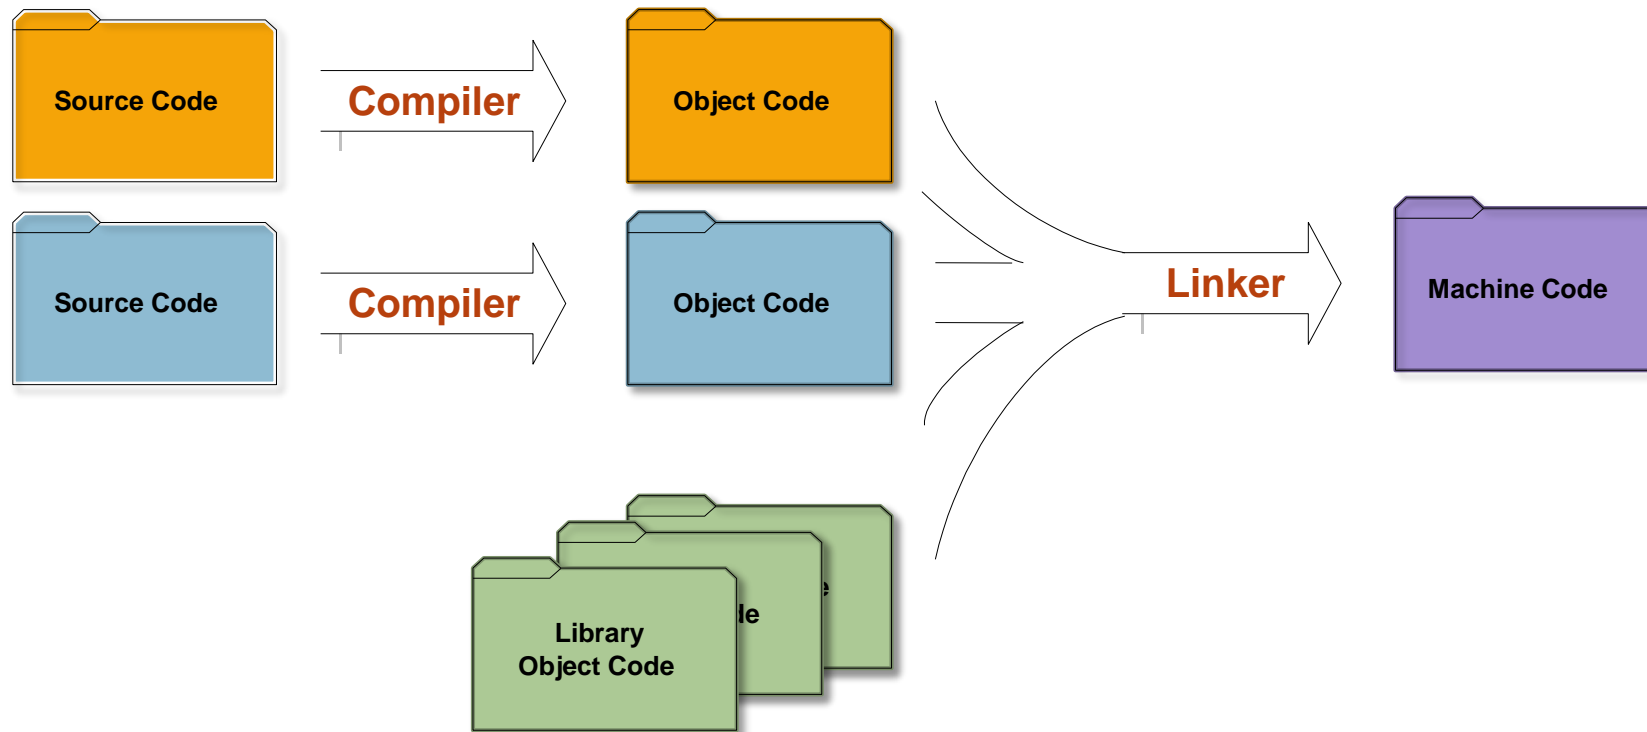 Source Code
Compiler
Object Code
Source Code
Compiler
Object Code
Linker
Machine Code
Library
Object Code